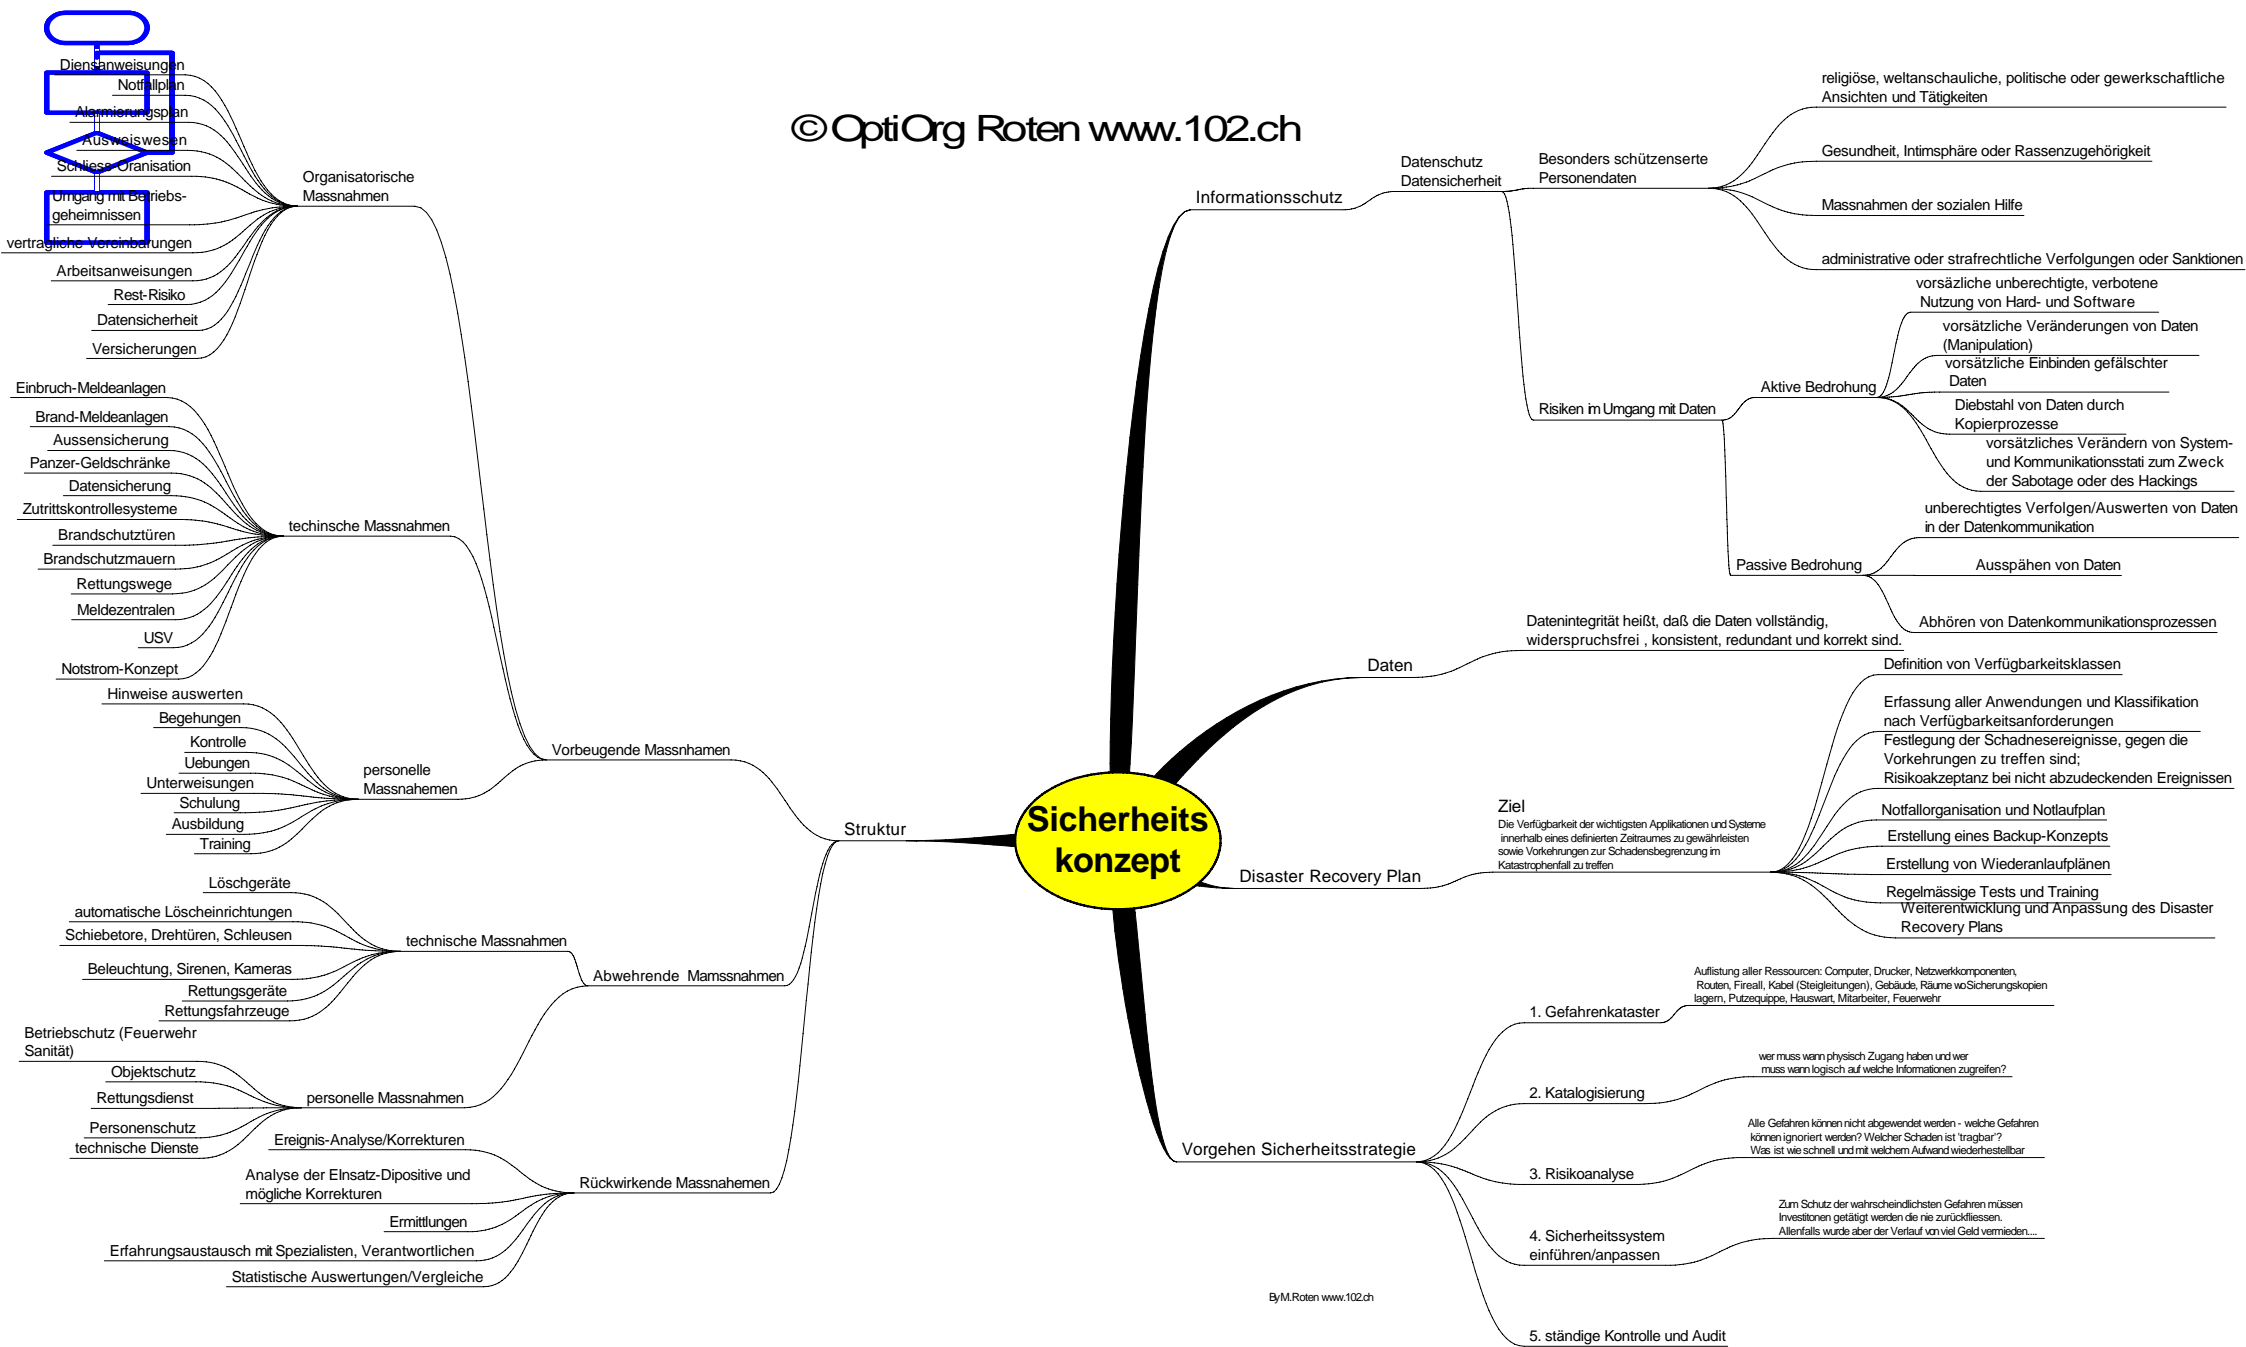 © OptiOrg Roten www.102.ch
Sicherheits
konzept
Struktur
Vorbeugende Massnhamen
Organisatorische
Massnahmen
Diensanweisungen
Notfallplan
Alarmierungsplan
Ausweiswesen
Schliess-Oranisation
Umgang mit Betriebs-
geheimnissen
vertragliche Vereinbarungen
Arbeitsanweisungen
Rest-Risiko
Datensicherheit
Versicherungen
techinsche Massnahmen
Einbruch-Meldeanlagen
Brand-Meldeanlagen
Aussensicherung
Panzer-Geldschränke
Datensicherung
Zutrittskontrollesysteme
Brandschutztüren
Brandschutzmauern
Rettungswege
Meldezentralen
USV
Notstrom-Konzept
personelle
Massnahemen
Hinweise auswerten
Begehungen
Kontrolle
Uebungen
Unterweisungen
Schulung
Ausbildung
Training
Abwehrende Mamssnahmen
technische Massnahmen
Löschgeräte
automatische Löscheinrichtungen
Schiebetore, Drehtüren, Schleusen
Beleuchtung, Sirenen, Kameras
Rettungsgeräte
Rettungsfahrzeuge
personelle Massnahmen
Betriebschutz (Feuerwehr
Sanität)
Objektschutz
Rettungsdienst
Personenschutz
technische Dienste
Rückwirkende Massnahemen
Ereignis-Analyse/Korrekturen
Analyse der EInsatz-Dipositive und
mögliche Korrekturen
Ermittlungen
Erfahrungsaustausch mit Spezialisten, Verantwortlichen
Statistische Auswertungen/Vergleiche
Informationsschutz
Datenschutz
Datensicherheit
Besonders schützenserte
Personendaten
religiöse, weltanschauliche, politische oder gewerkschaftliche
Ansichten und Tätigkeiten
Gesundheit, Intimsphäre oder Rassenzugehörigkeit
Massnahmen der sozialen Hilfe
administrative oder strafrechtliche Verfolgungen oder Sanktionen
Risiken im Umgang mit Daten
Aktive Bedrohung
vorsäzliche unberechtigte, verbotene
Nutzung von Hard- und Software
vorsätzliche Veränderungen von Daten
(Manipulation)
vorsätzliche Einbinden gefälschter
Daten
Diebstahl von Daten durch
Kopierprozesse
vorsätzliches Verändern von System-
und Kommunikationsstati zum Zweck
der Sabotage oder des Hackings
Passive Bedrohung
unberechtigtes Verfolgen/Auswerten von Daten
in der Datenkommunikation
Ausspähen von Daten
Abhören von Datenkommunikationsprozessen
Daten
Datenintegrität heißt, daß die Daten vollständig,
widerspruchsfrei , konsistent, redundant und korrekt sind.
Disaster Recovery Plan
Ziel
Die Verfügbarkeit der wichtigsten Applikationen und Systeme
innerhalb eines definierten Zeitraumes zu gewährleisten
sowie Vorkehrungen zur Schadensbegrenzung im
Katastrophenfall zu treffen
Definition von Verfügbarkeitsklassen
Erfassung aller Anwendungen und Klassifikation
nach Verfügbarkeitsanforderungen
Festlegung der Schadnesereignisse, gegen die
Vorkehrungen zu treffen sind;
Risikoakzeptanz bei nicht abzudeckenden Ereignissen
Notfallorganisation und Notlaufplan
Erstellung eines Backup-Konzepts
Erstellung von Wiederanlaufplänen
Regelmässige Tests und Training
Weiterentwicklung und Anpassung des Disaster
Recovery Plans
Vorgehen Sicherheitsstrategie
1. Gefahrenkataster
Auflistung aller Ressourcen: Computer, Drucker, Netzwerkkomponenten,
Routen, Fireall, Kabel (Steigleitungen), Gebäude, Räume wo Sicherungskopien
lagern, Putzequippe, Hauswart, Mitarbeiter, Feuerwehr
2. Katalogisierung
wer muss wann physisch Zugang haben und wer
muss wann logisch auf welche Informationen zugreifen?
3. Risikoanalyse
Alle Gefahren können nicht abgewendet werden - welche Gefahren
können ignoriert werden? Welcher Schaden ist 'tragbar'?
Was ist wie schnell und mit welchem Aufwand wiederhestellbar
4. Sicherheitssystem
einführen/anpassen
Zum Schutz der wahrscheindlichsten Gefahren müssen
Investitonen getätigt werden die nie zurückfliessen.
Allenfalls wurde aber der Verlauf von viel Geld vermieden....
5. ständige Kontrolle und Audit
By M.Roten www.102.ch